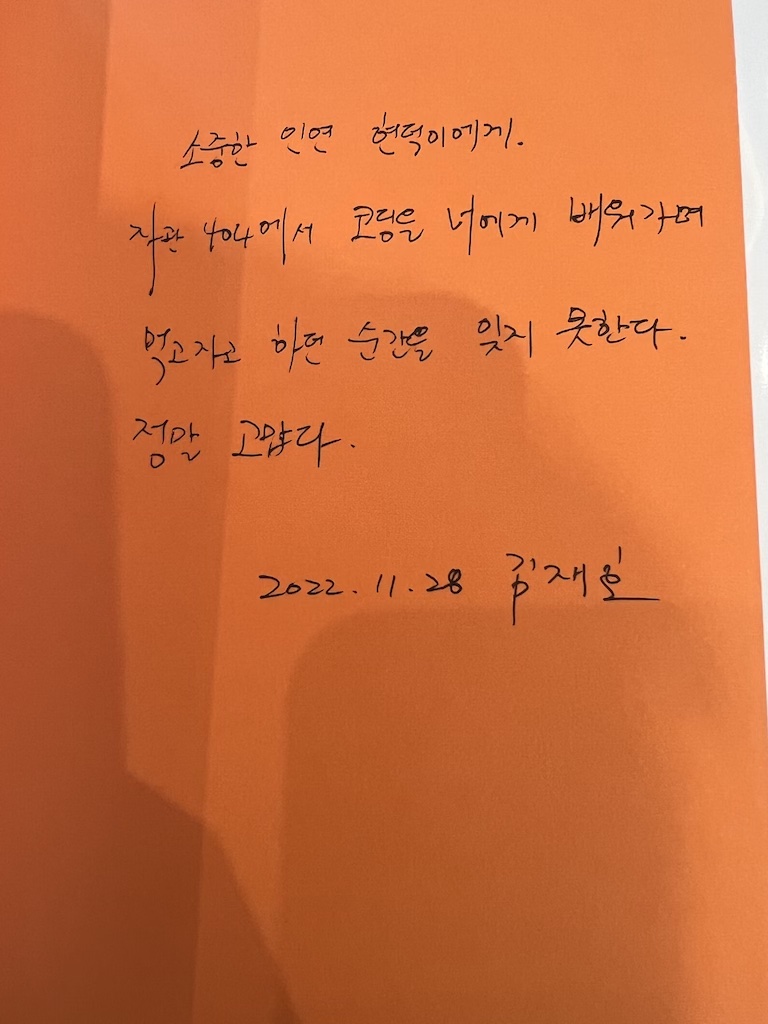 소중한 인연 현덕이에게.
자관 404에서 코딩을 너에게 배워가며
먹고자고 하던 순간을 잊지 못한다.
정말 고맙다.
2022.11.28 김재호